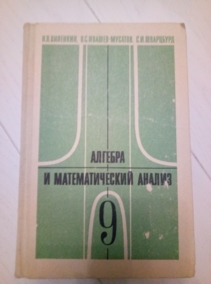 Н.Я.ВИЛЕНКИН, О.С.ИВАШЕВ-МУСАТОВ, С.И.ШВАРЦБУРД
АЛГЕБРА
И МАТЕМАТИЧЕСКИЙ АНАЛИЗ
9